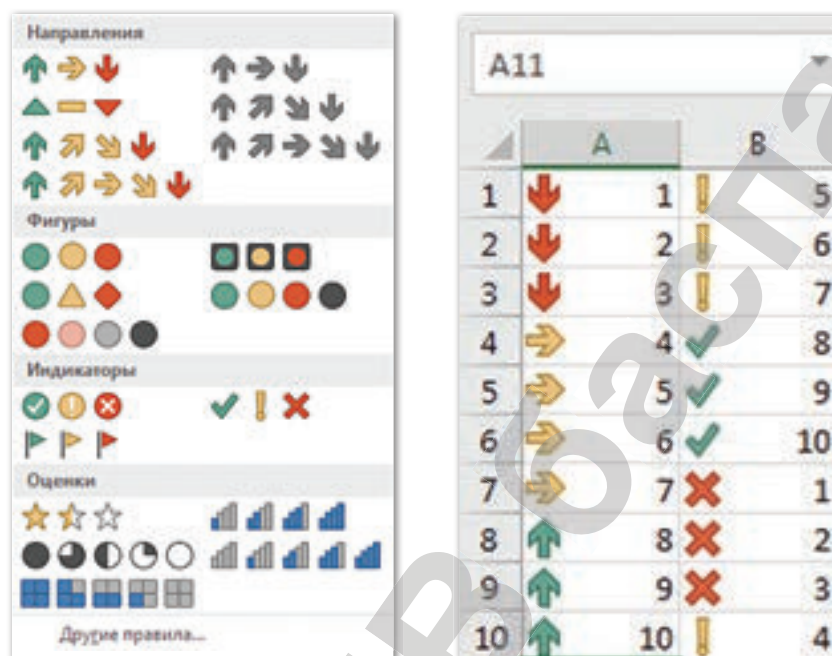 Направления
Фигуры
Индикаторы
Оценки
Другие правила...
A11
A B
1 1 5
2 2 6
3 3 7
4 4 8
5 5 9
6 6 10
7 7 1
8 8 2
9 9 3
10 10 4